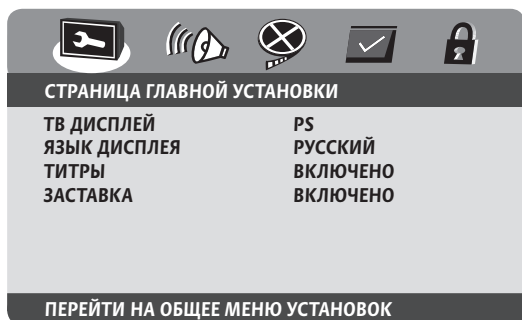 СТРАНИЦА ГЛАВНОЙ УСТАНОВКИ
ТВ ДИСПЛЕЙ PS
ЯЗЫК ДИСПЛЕЯ РУССКИЙ
ТИТРЫ ВКЛЮЧЕНО
ЗАСТАВКА ВКЛЮЧЕНО
ПЕРЕЙТИ НА ОБЩЕЕ МЕНЮ УСТАНОВОК